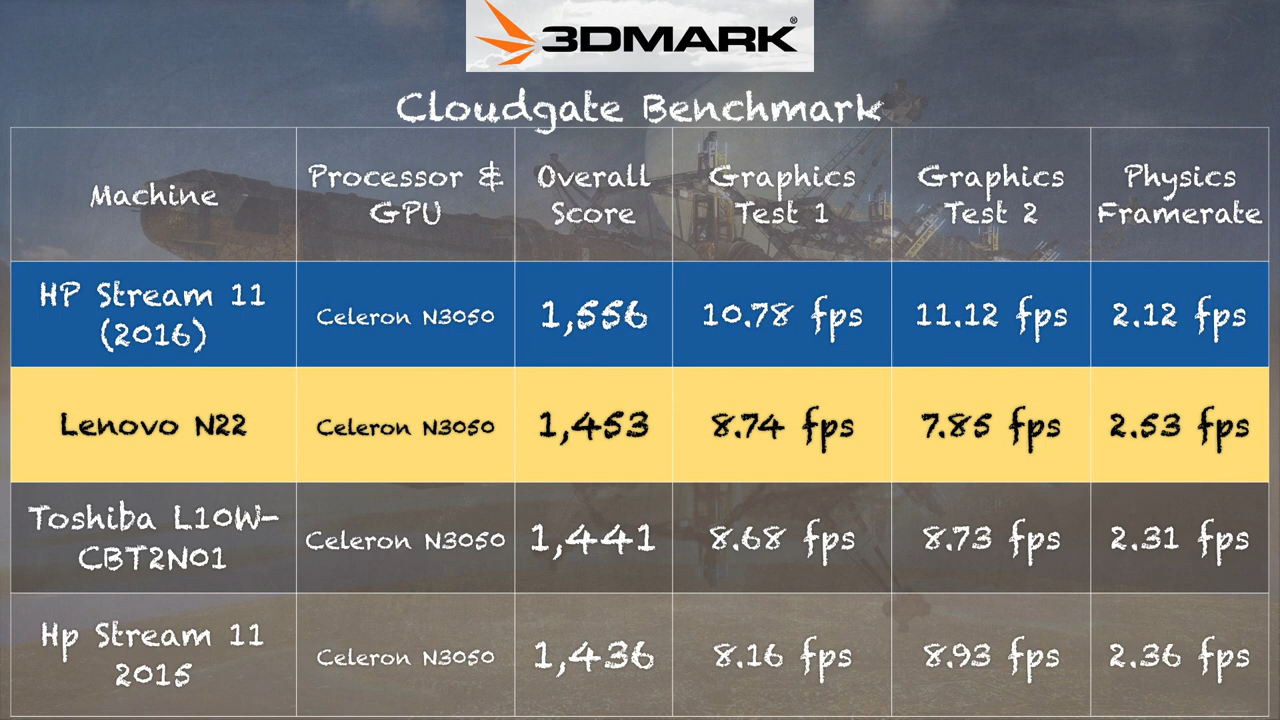 3DMARK®
Cloudgate Benchmark
Machine
Processor &
GPU
Overall
Score
Graphics
Test 1
Graphics
Test 2
Physics
Framerate
HP Stream 11
(2016)
Celeron N3050
1,556
10.78 fps
11.12 fps
2.12 fps
Lenovo N22
Celeron N3050
1,453
8.74 fps
7.85 fps
2.53 fps
Toshiba L10W-
CBT2N01
Celeron N3050
1,441
8.68 fps
8.73 fps
2.31 fps
Hp Stream 11
2015
Celeron N3050
1,436
8.16 fps
8.93 fps
2.36 fps